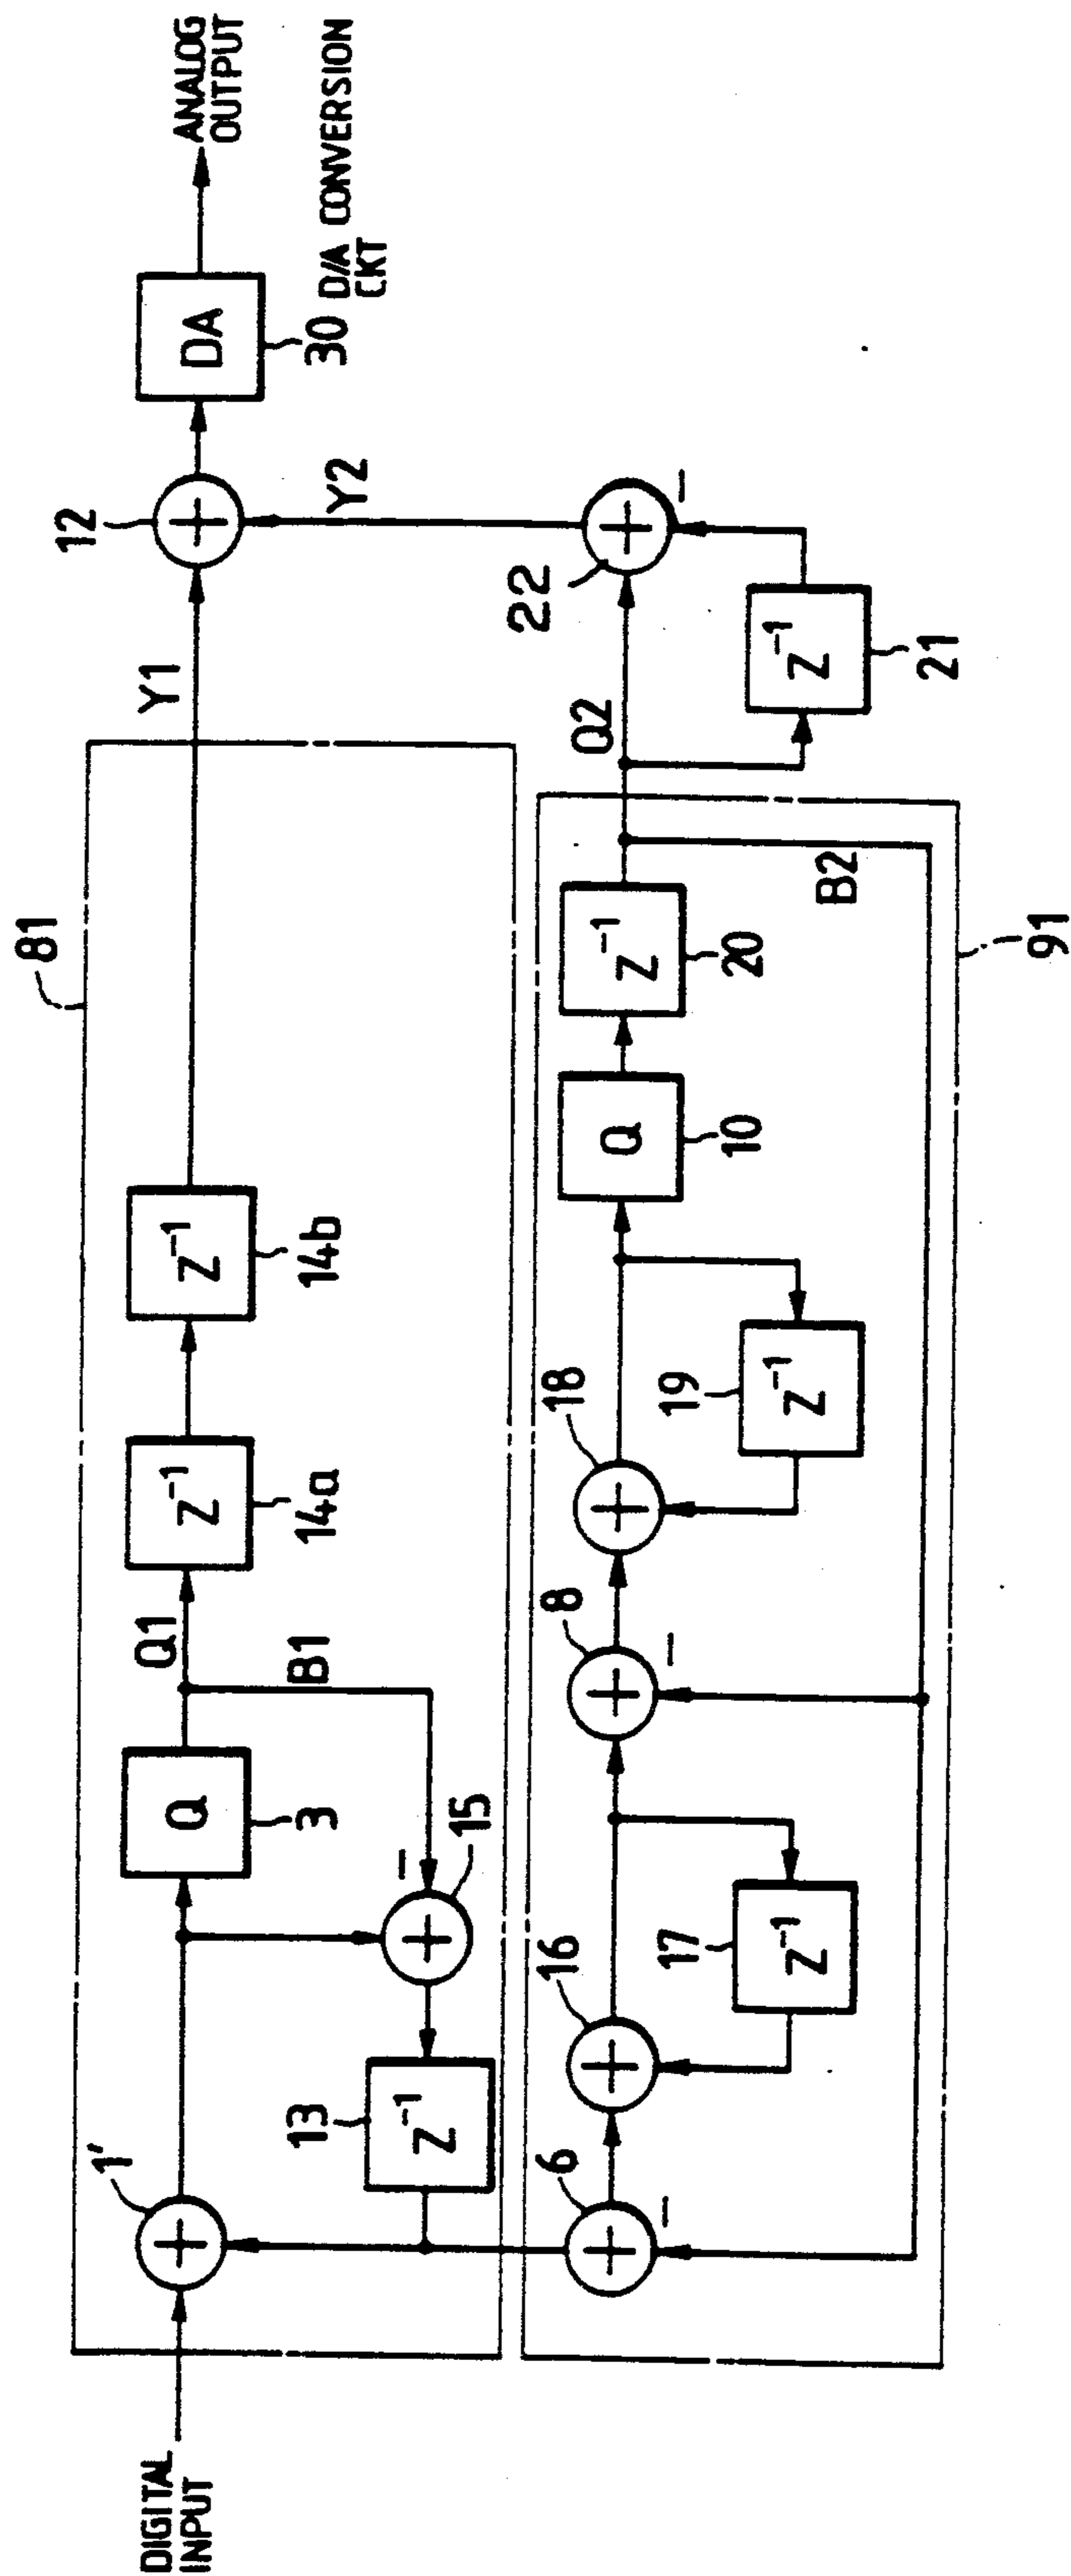 DIGITAL
INPUT
1'
13
Z⁻¹
15
−
3
Q
Q1
B1
14a
Z⁻¹
14b
Z⁻¹
81
Y1
12
DA
30 D/A CONVERSION
CKT
ANALOG
OUTPUT
6
−
16
17
Z⁻¹
8
−
18
19
Z⁻¹
Q
10
Z⁻¹
20
B2
91
Q2
22
−
Z⁻¹
21
Y2